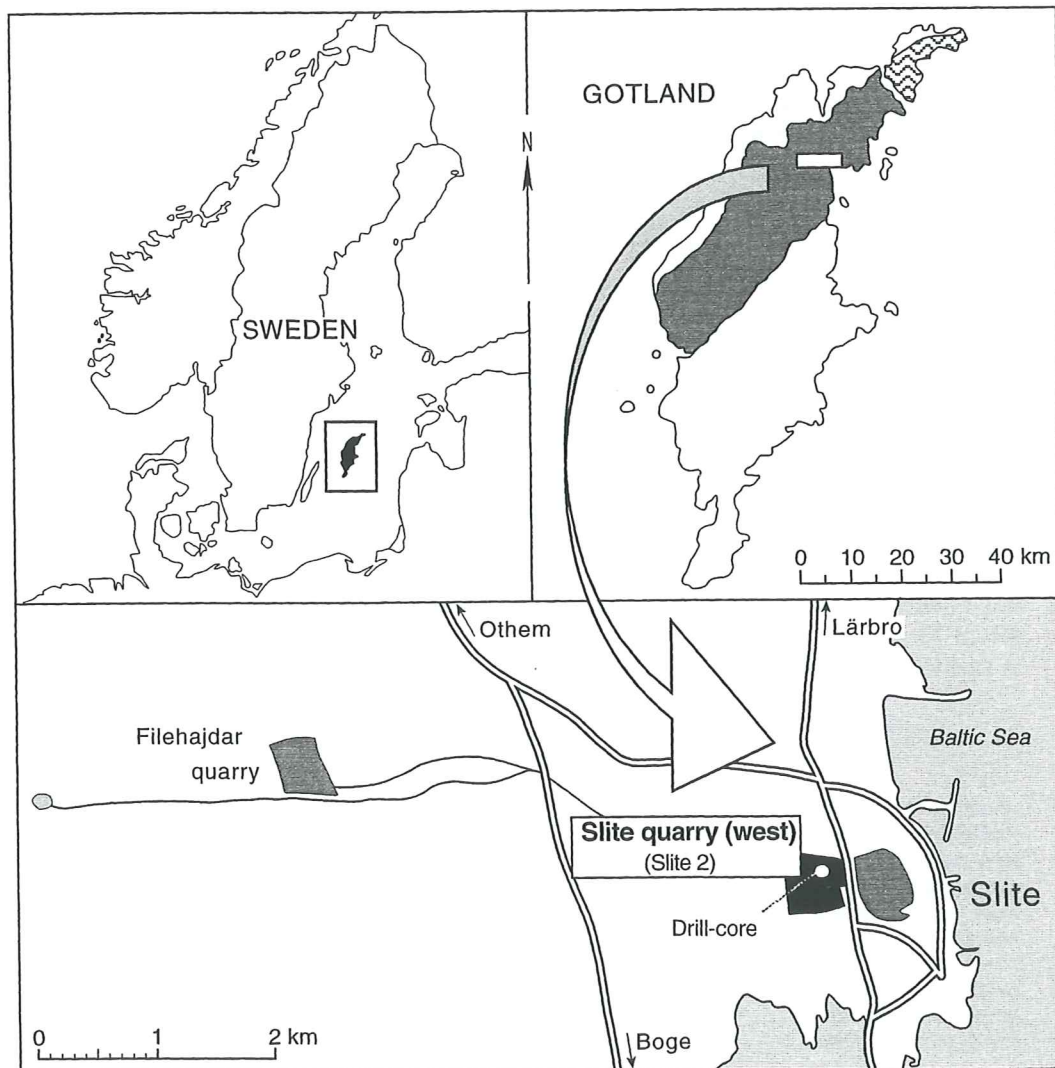 GOTLAND
N
SWEDEN
0 10 20 30 40 km
Othem
Lärbro
Filehajdar
quarry
Baltic Sea
Slite quarry (west)
(Slite 2)
Slite
Drill-core
0 1 2 km
Boge